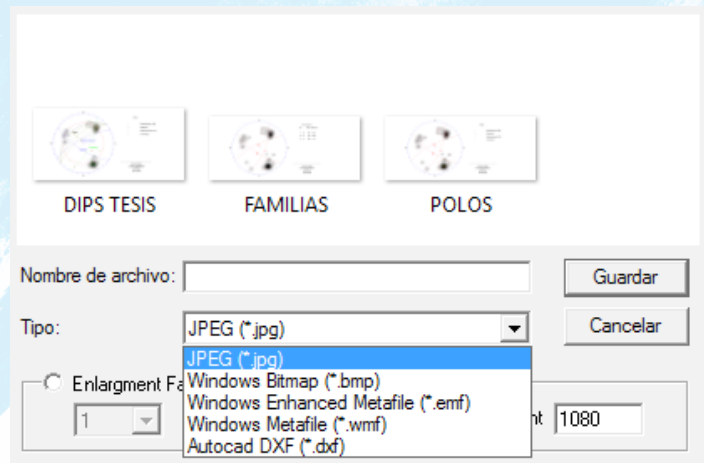 DIPS TESIS
FAMILIAS
POLOS
Nombre de archivo:
Guardar
Tipo:
JPEG (*.jpg)
Cancelar
JPEG (*.jpg)
Enlargment Fa
Windows Bitmap (*.bmp)
Windows Enhanced Metafile (*.emf)
1
Windows Metafile (*.wmf)
ht
1080
Autocad DXF (*.dxf)